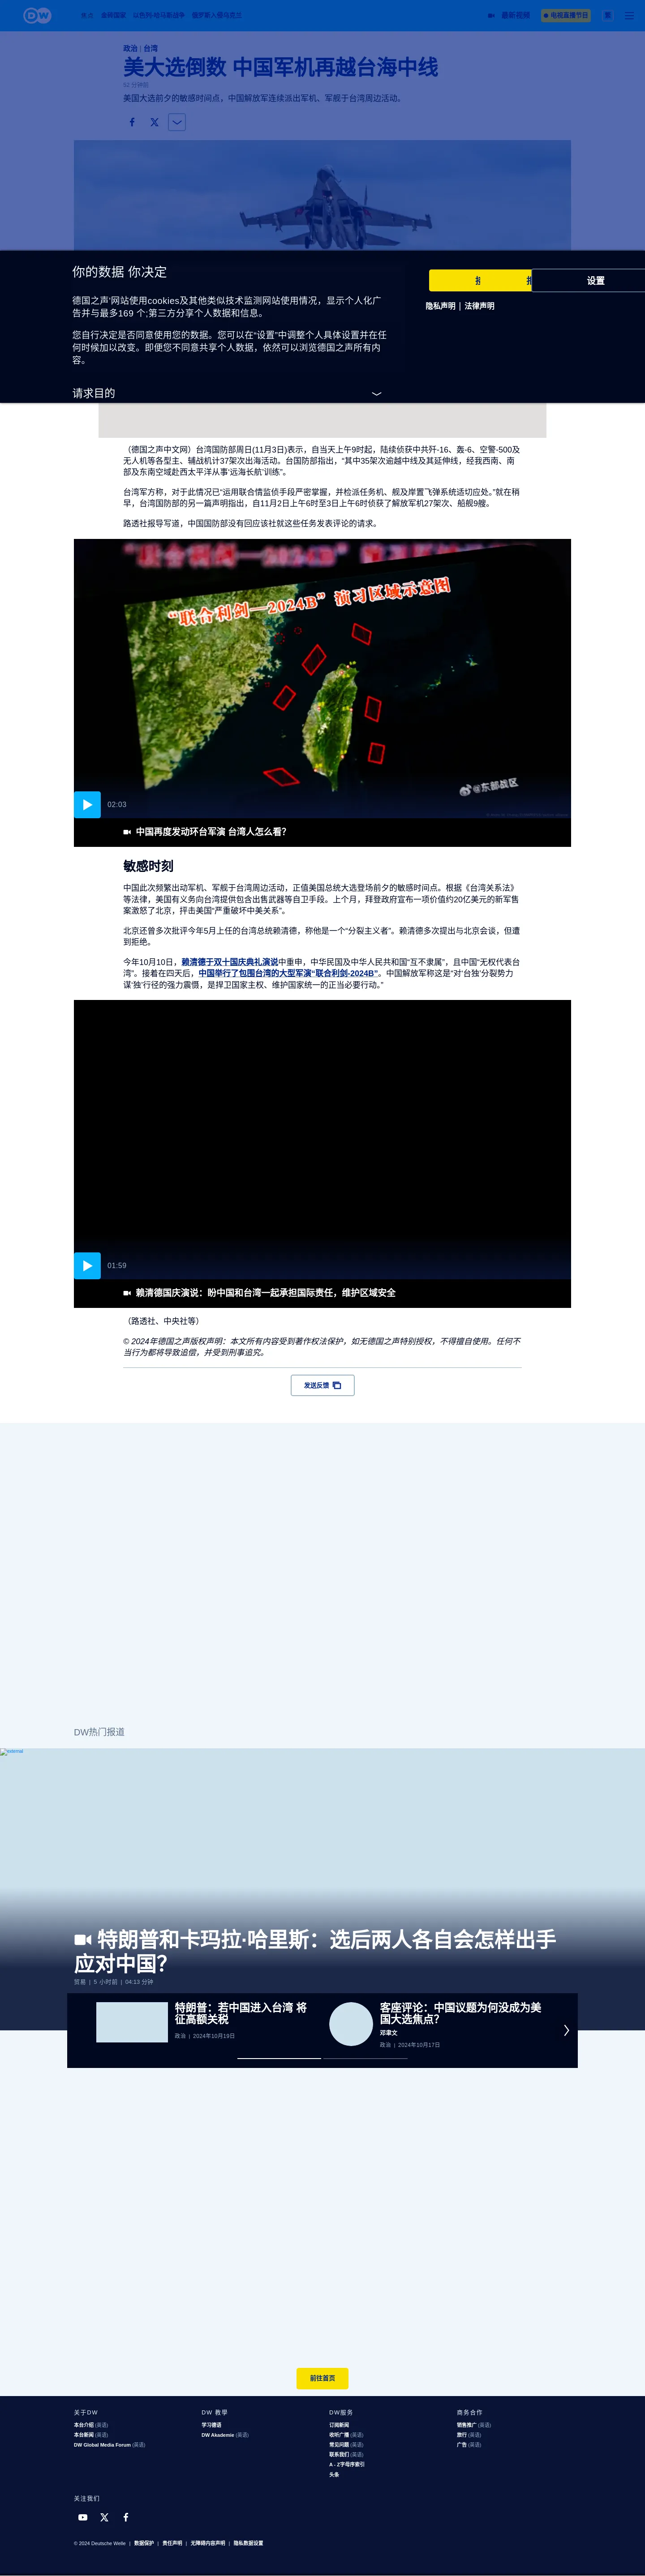 DW
焦点
金砖国家
以色列-哈马斯战争
俄罗斯入侵乌克兰
最新视频
电视直播节目
繁
政治 | 台湾
美大选倒数 中国军机再越台海中线
52 分钟前
美国大选前夕的敏感时间点，中国解放军连续派出军机、军舰于台湾周边活动。
你的数据 你决定
德国之声'网站使用cookies及其他类似技术监测网站使用情况，显示个人化广
告并与最多169 个;第三方分享个人数据和信息。
您自行决定是否同意使用您的数据。您可以在“设置”中调整个人具体设置并在任
何时候加以改变。即便您不同意共享个人数据，依然可以浏览德国之声所有内
容。
请求目的
设置
隐私声明 | 法律声明
（德国之声中文网）台湾国防部周日(11月3日)表示，自当天上午9时起，陆续侦获中共歼-16、轰-6、空警-500及
无人机等各型主、辅战机计37架次出海活动。台国防部指出，“其中35架次逾越中线及其延伸线，经我西南、南
部及东南空域赴西太平洋从事‘远海长航’训练”。
台湾军方称，对于此情况已“运用联合情监侦手段严密掌握，并检派任务机、舰及岸置飞弹系统适切应处。”就在稍
早，台湾国防部的另一篇声明指出，自11月2日上午6时至3日上午6时侦获了解放军机27架次、船舰9艘。
路透社报导写道，中国国防部没有回应该社就这些任务发表评论的请求。
“联合利剑—2024B” 演习区域示意图
@东部战区
02:03
中国再度发动环台军演 台湾人怎么看？
敏感时刻
中国此次频繁出动军机、军舰于台湾周边活动，正值美国总统大选登场前夕的敏感时间点。根据《台湾关系法》
等法律，美国有义务向台湾提供包含出售武器等自卫手段。上个月，拜登政府宣布一项价值约20亿美元的新军售
案激怒了北京，抨击美国“严重破坏中美关系”。
北京还曾多次批评今年5月上任的台湾总统赖清德，称他是一个“分裂主义者”。赖清德多次提出与北京会谈，但遭
到拒绝。
今年10月10日，赖清德于双十国庆典礼演说中重申，中华民国及中华人民共和国“互不隶属”，且中国“无权代表台
湾”。接着在四天后，中国举行了包围台湾的大型军演“联合利剑-2024B”。中国解放军称这是“对‘台独’分裂势力
谋‘独’行径的强力震慑，是捍卫国家主权、维护国家统一的正当必要行动。”
01:59
赖清德国庆演说：盼中国和台湾一起承担国际责任，维护区域安全
（路透社、中央社等）
© 2024年德国之声版权声明：本文所有内容受到著作权法保护，如无德国之声特别授权，不得擅自使用。任何不
当行为都将导致追偿，并受到刑事追究。
发送反馈
DW热门报道
external
特朗普和卡玛拉·哈里斯：选后两人各自会怎样出手
应对中国？
贸易 | 5 小时前 | 04:13 分钟
特朗普：若中国进入台湾 将
征高额关税
政治 | 2024年10月19日
客座评论：中国议题为何没成为美
国大选焦点？
邓聿文
政治 | 2024年10月17日
前往首页
关于DW
本台介绍 (英语)
本台新闻 (英语)
DW Global Media Forum (英语)
DW 教學
学习德语
DW Akademie (英语)
DW服务
订阅新闻
收听广播 (英语)
常见问题 (英语)
联系我们 (英语)
A - Z字母序索引
头条
商务合作
销售推广 (英语)
旅行 (英语)
广告 (英语)
关注我们
© 2024 Deutsche Welle | 数据保护 | 责任声明 | 无障碍内容声明 | 隐私数据设置